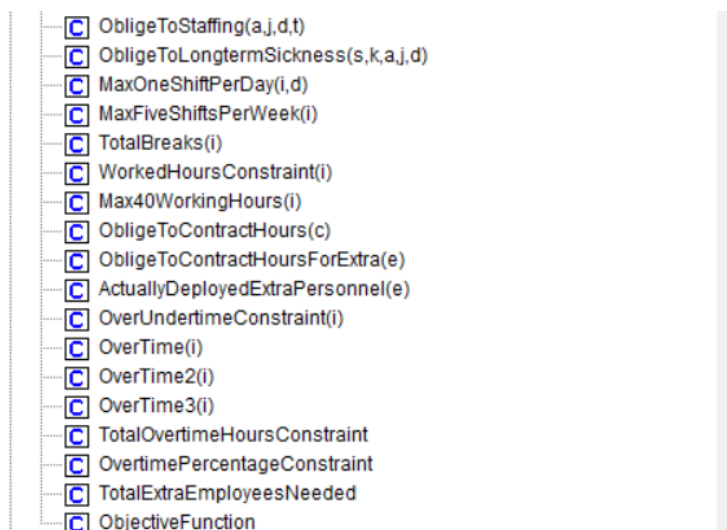 C ObligeToStaffing(a,j,d,t)
C ObligeToLongtermSickness(s,k,a,j,d)
C MaxOneShiftPerDay(i,d)
C MaxFiveShiftsPerWeek(i)
C TotalBreaks(i)
C WorkedHoursConstraint(i)
C Max40WorkingHours(i)
C ObligeToContractHours(c)
C ObligeToContractHoursForExtra(e)
C ActuallyDeployedExtraPersonnel(e)
C OverUndertimeConstraint(i)
C OverTime(i)
C OverTime2(i)
C OverTime3(i)
C TotalOvertimeHoursConstraint
C OvertimePercentageConstraint
C TotalExtraEmployeesNeeded
C ObjectiveFunction